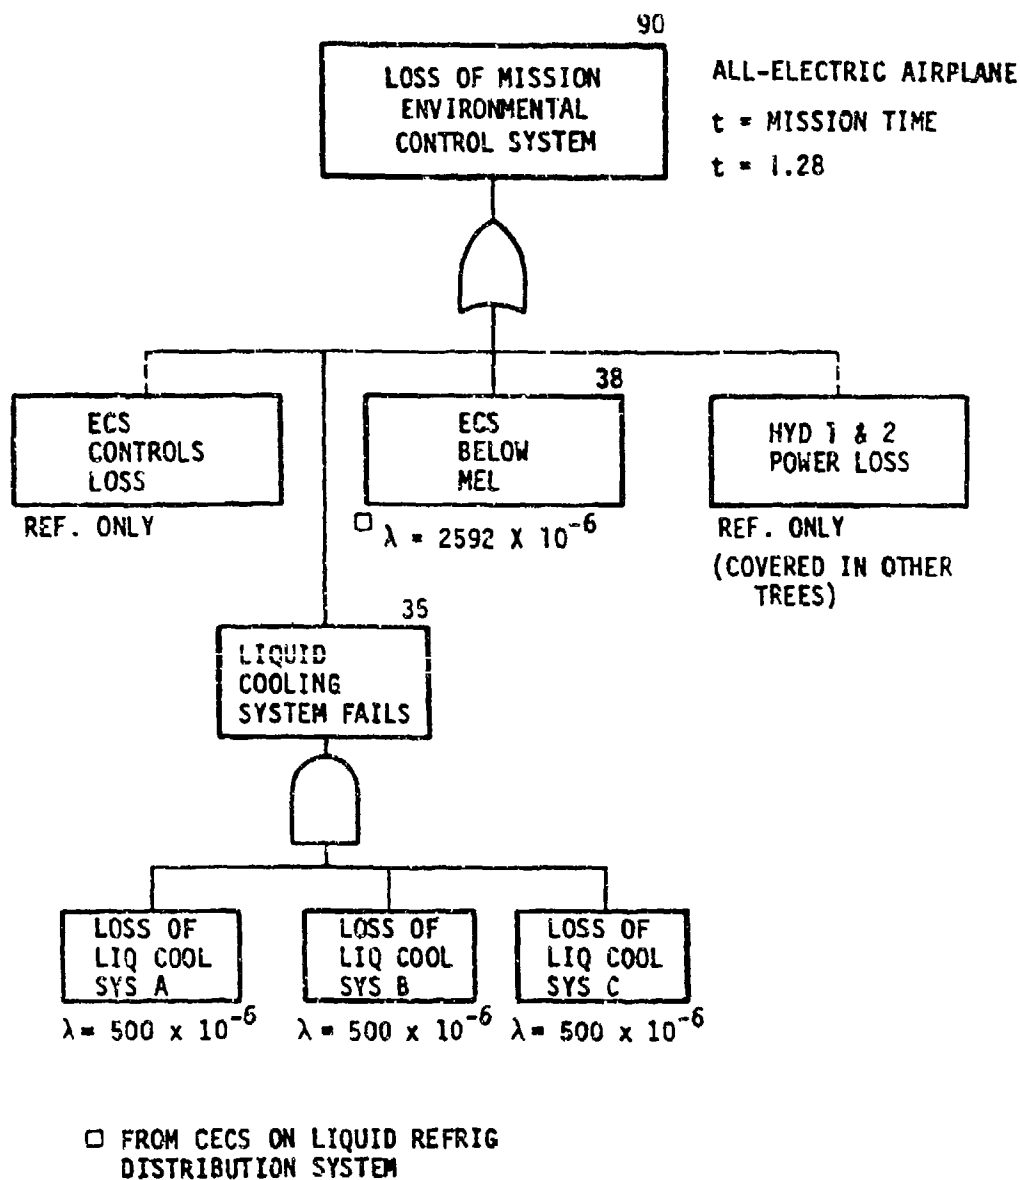 90
LOSS OF MISSION
ENVIRONMENTAL
CONTROL SYSTEM
ALL-ELECTRIC AIRPLANE
t = MISSION TIME
t = 1.28
ECS
CONTROLS
LOSS
REF. ONLY
38
ECS
BELOW
MEL
λ = 2592 X 10⁻⁶
HYD 1 & 2
POWER LOSS
REF. ONLY
(COVERED IN OTHER
TREES)
35
LIQUID
COOLING
SYSTEM FAILS
LOSS OF
LIQ COOL
SYS A
λ = 500 x 10⁻⁶
LOSS OF
LIQ COOL
SYS B
λ = 500 x 10⁻⁶
LOSS OF
LIQ COOL
SYS C
λ = 500 x 10⁻⁶
□ FROM CECS ON LIQUID REFRIG
DISTRIBUTION SYSTEM